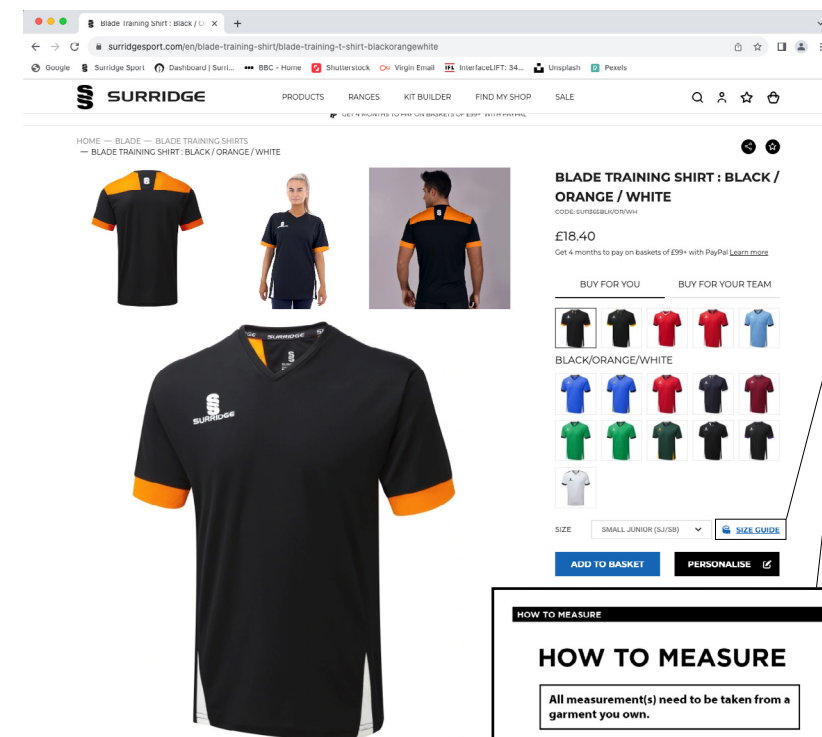 Blade Training Shirt : Black / Or
surridgesport.com/en/blade-training-shirt/blade-training-t-shirt-blackorangewhite
Google Surridge Sport Dashboard | Surri... BBC - Home Shutterstock Virgin Email IFL InterfaceLIFT: 34... Unsplash Pexels
SURRIDGE PRODUCTS RANGES KIT BUILDER FIND MY SHOP SALE
GET 4 MONTHS TO PAY ON BASKETS OF £99+ WITH PAYPAL
HOME — BLADE — BLADE TRAINING SHIRTS
— BLADE TRAINING SHIRT : BLACK / ORANGE / WHITE
BLADE TRAINING SHIRT : BLACK /
ORANGE / WHITE
CODE: SUR365BLK/OR/WH
£18.40
Get 4 months to pay on baskets of £99+ with PayPal Learn more
BUY FOR YOU BUY FOR YOUR TEAM
BLACK/ORANGE/WHITE
SURRIDGE
SURRIDGE
SIZE SMALL JUNIOR (SJ/SB) SIZE GUIDE
ADD TO BASKET PERSONALISE
HOW TO MEASURE
HOW TO MEASURE
All measurement(s) need to be taken from a
garment you own.